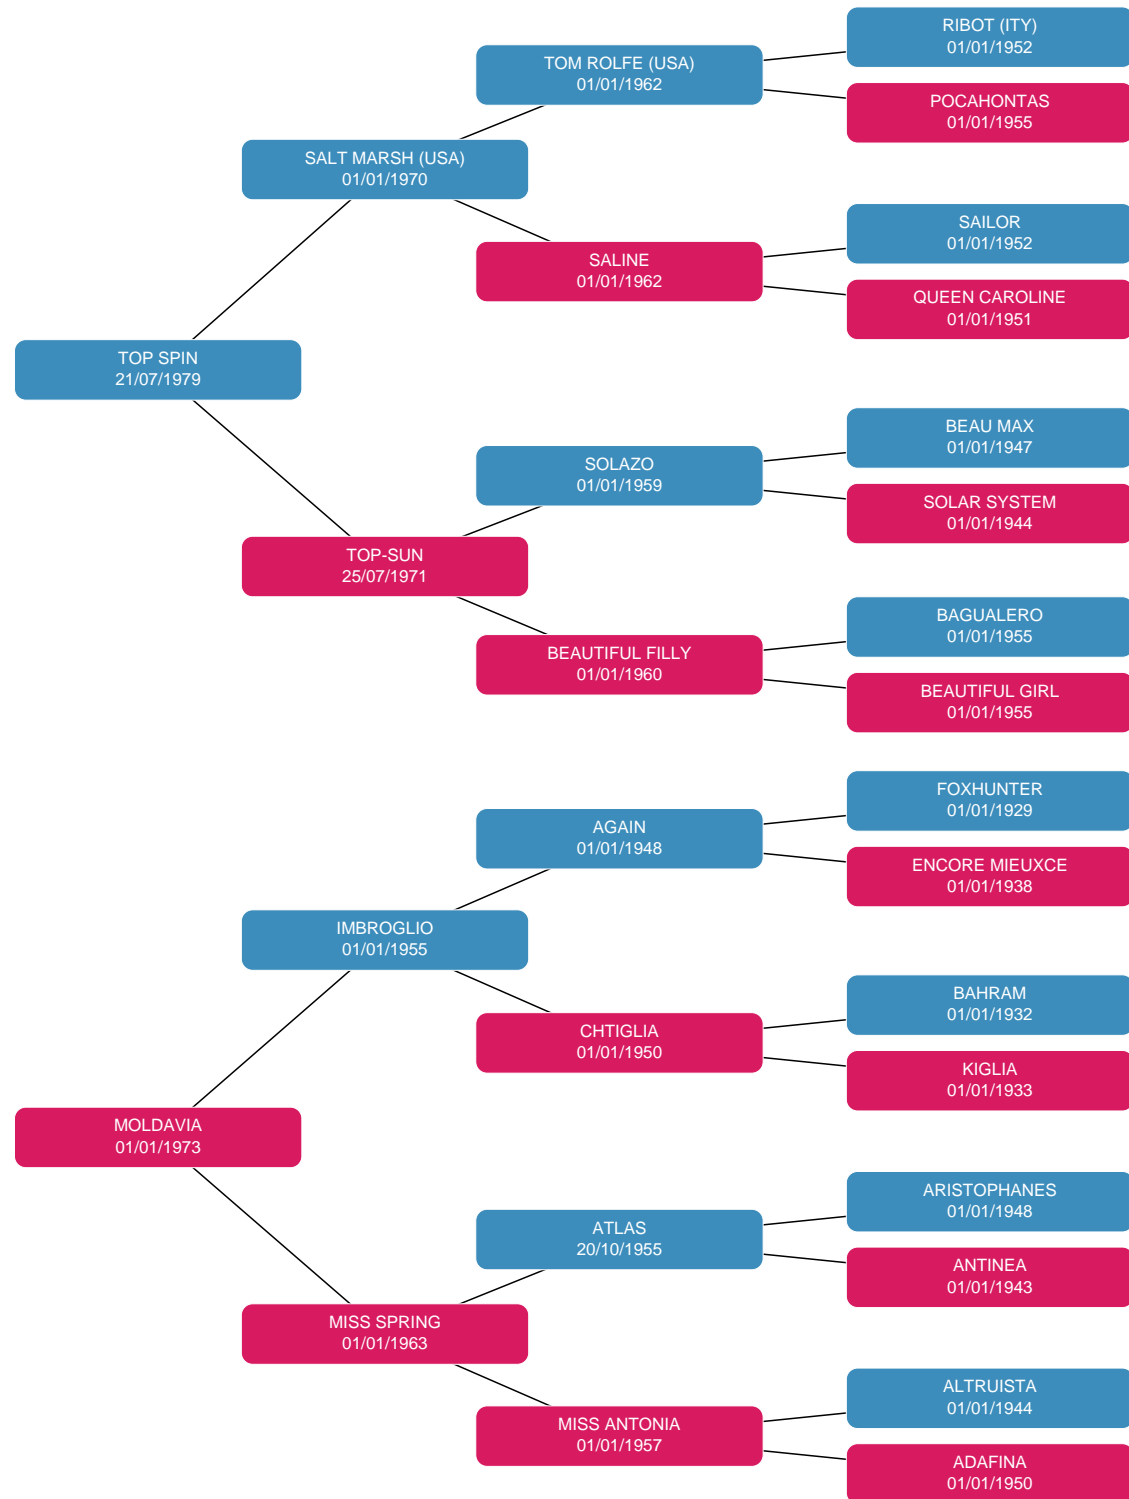 RIBOT (ITY)
01/01/1952
TOM ROLFE (USA)
01/01/1962
POCAHONTAS
01/01/1955
SALT MARSH (USA)
01/01/1970
SAILOR
01/01/1952
SALINE
01/01/1962
QUEEN CAROLINE
01/01/1951
TOP SPIN
21/07/1979
BEAU MAX
01/01/1947
SOLAZO
01/01/1959
SOLAR SYSTEM
01/01/1944
TOP-SUN
25/07/1971
BAGUALERO
01/01/1955
BEAUTIFUL FILLY
01/01/1960
BEAUTIFUL GIRL
01/01/1955
FOXHUNTER
01/01/1929
AGAIN
01/01/1948
ENCORE MIEUXCE
01/01/1938
IMBROGLIO
01/01/1955
BAHRAM
01/01/1932
CHTIGLIA
01/01/1950
KIGLIA
01/01/1933
MOLDAVIA
01/01/1973
ARISTOPHANES
01/01/1948
ATLAS
20/10/1955
ANTINEA
01/01/1943
MISS SPRING
01/01/1963
ALTRUISTA
01/01/1944
MISS ANTONIA
01/01/1957
ADAFINA
01/01/1950